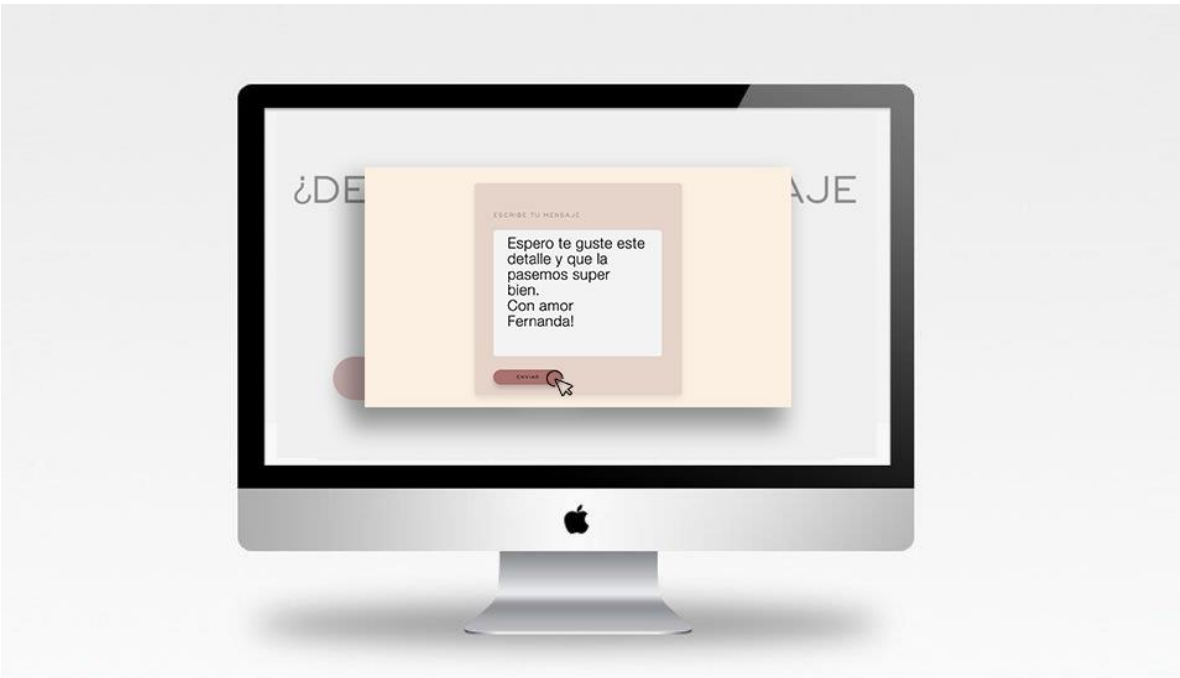 ¿DE
AJE
ESCRIBE TU MENSAJE
Espero te guste este
detalle y que la
pasemos super
bien.
Con amor
Fernanda!
ENVIAR